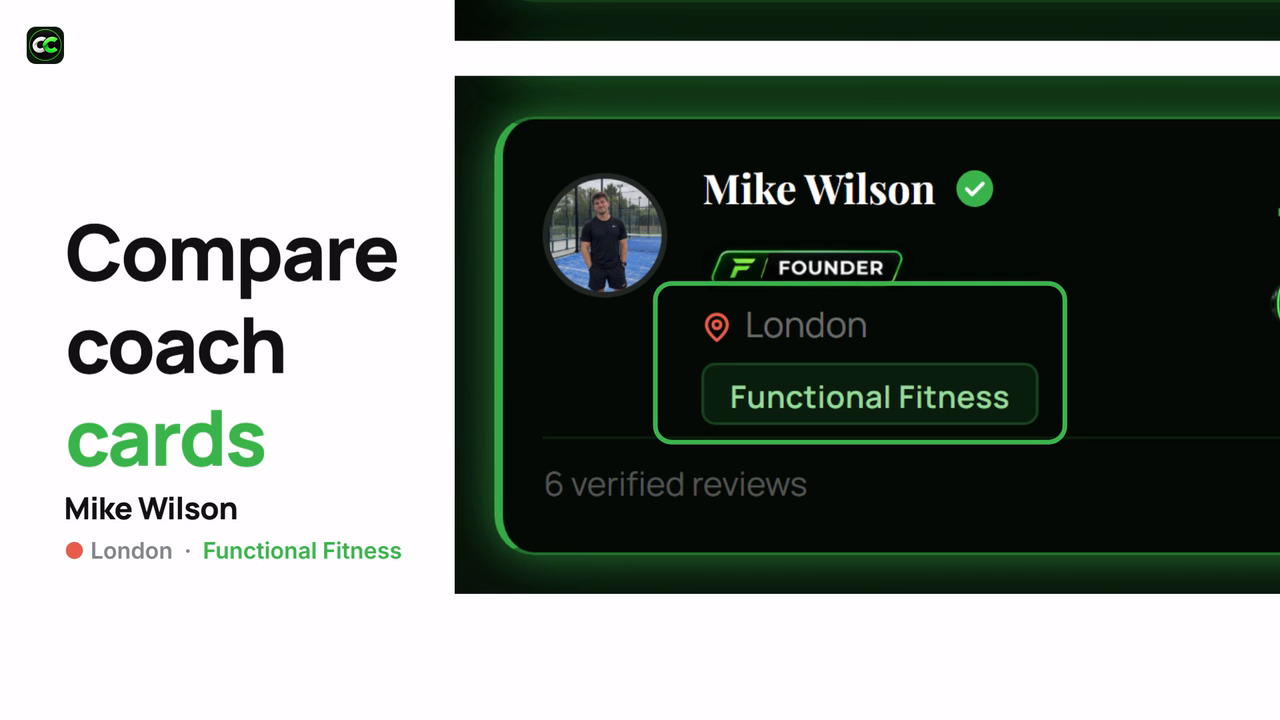 CC
Compare
coach
cards
Mike Wilson
London · Functional Fitness
Mike Wilson
F / FOUNDER
London
Functional Fitness
6 verified reviews